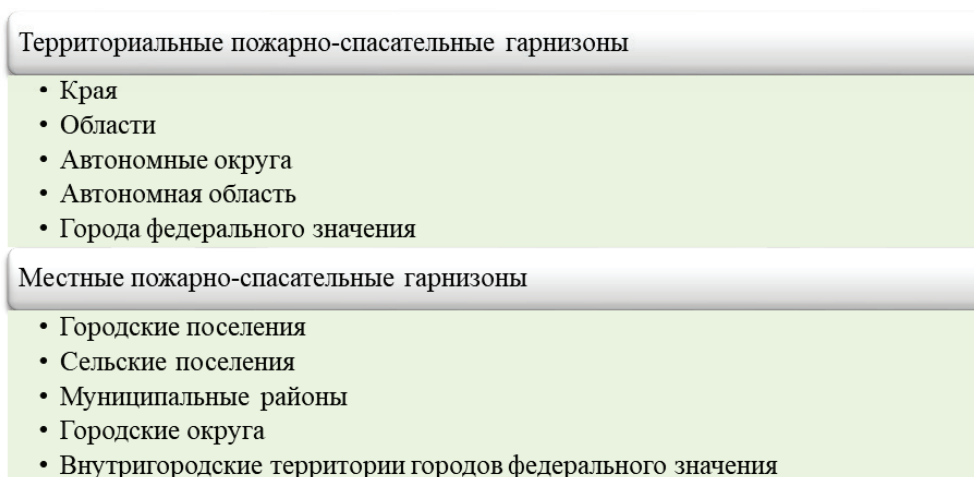 Территориальные пожарно-спасательные гарнизоны
• Края
• Области
• Автономные округа
• Автономная область
• Города федерального значения
Местные пожарно-спасательные гарнизоны
• Городские поселения
• Сельские поселения
• Муниципальные районы
• Городские округа
• Внутригородские территории городов федерального значения